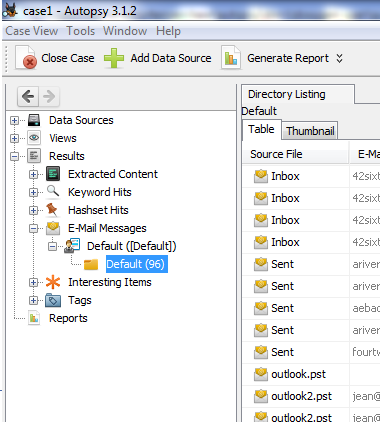 case1 - Autopsy 3.1.2
Case View Tools Window Help
Close Case Add Data Source Generate Report
Directory Listing
Default
Table Thumbnail
Source File E-Ma
Data Sources
Views
Results
Extracted Content
Keyword Hits
Hashset Hits
E-Mail Messages
Default ([Default])
Default (96)
Interesting Items
Tags
Reports
Inbox 42sixt
Inbox 42sixt
Inbox 42sixt
Inbox 42sixt
Sent ariver
Sent ariver
Sent aebac
Sent ariver
Sent fourtw
outlook.pst
outlook2.pst jean@
outlook2.pst jean@